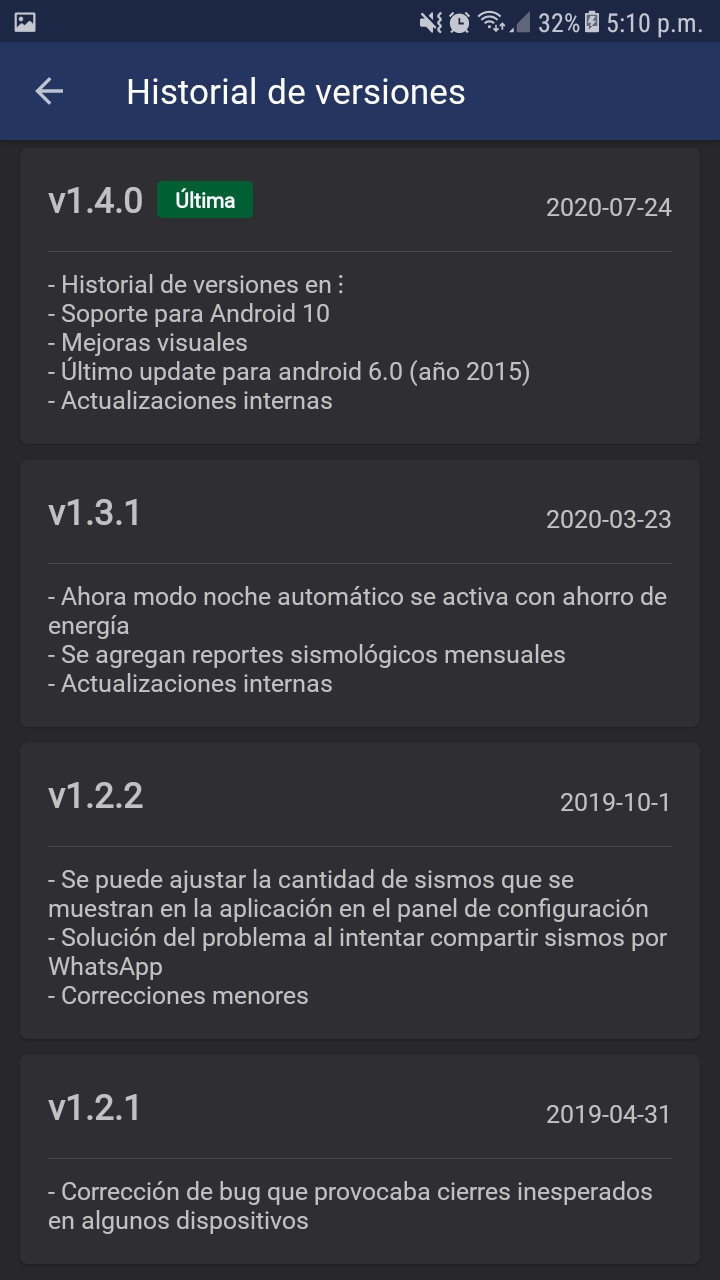 32% 5:10 p.m.
Historial de versiones
v1.4.0 Última 2020-07-24
- Historial de versiones en ⋮
- Soporte para Android 10
- Mejoras visuales
- Último update para android 6.0 (año 2015)
- Actualizaciones internas
v1.3.1 2020-03-23
- Ahora modo noche automático se activa con ahorro de
energía
- Se agregan reportes sismológicos mensuales
- Actualizaciones internas
v1.2.2 2019-10-1
- Se puede ajustar la cantidad de sismos que se
muestran en la aplicación en el panel de configuración
- Solución del problema al intentar compartir sismos por
WhatsApp
- Correcciones menores
v1.2.1 2019-04-31
- Corrección de bug que provocaba cierres inesperados
en algunos dispositivos